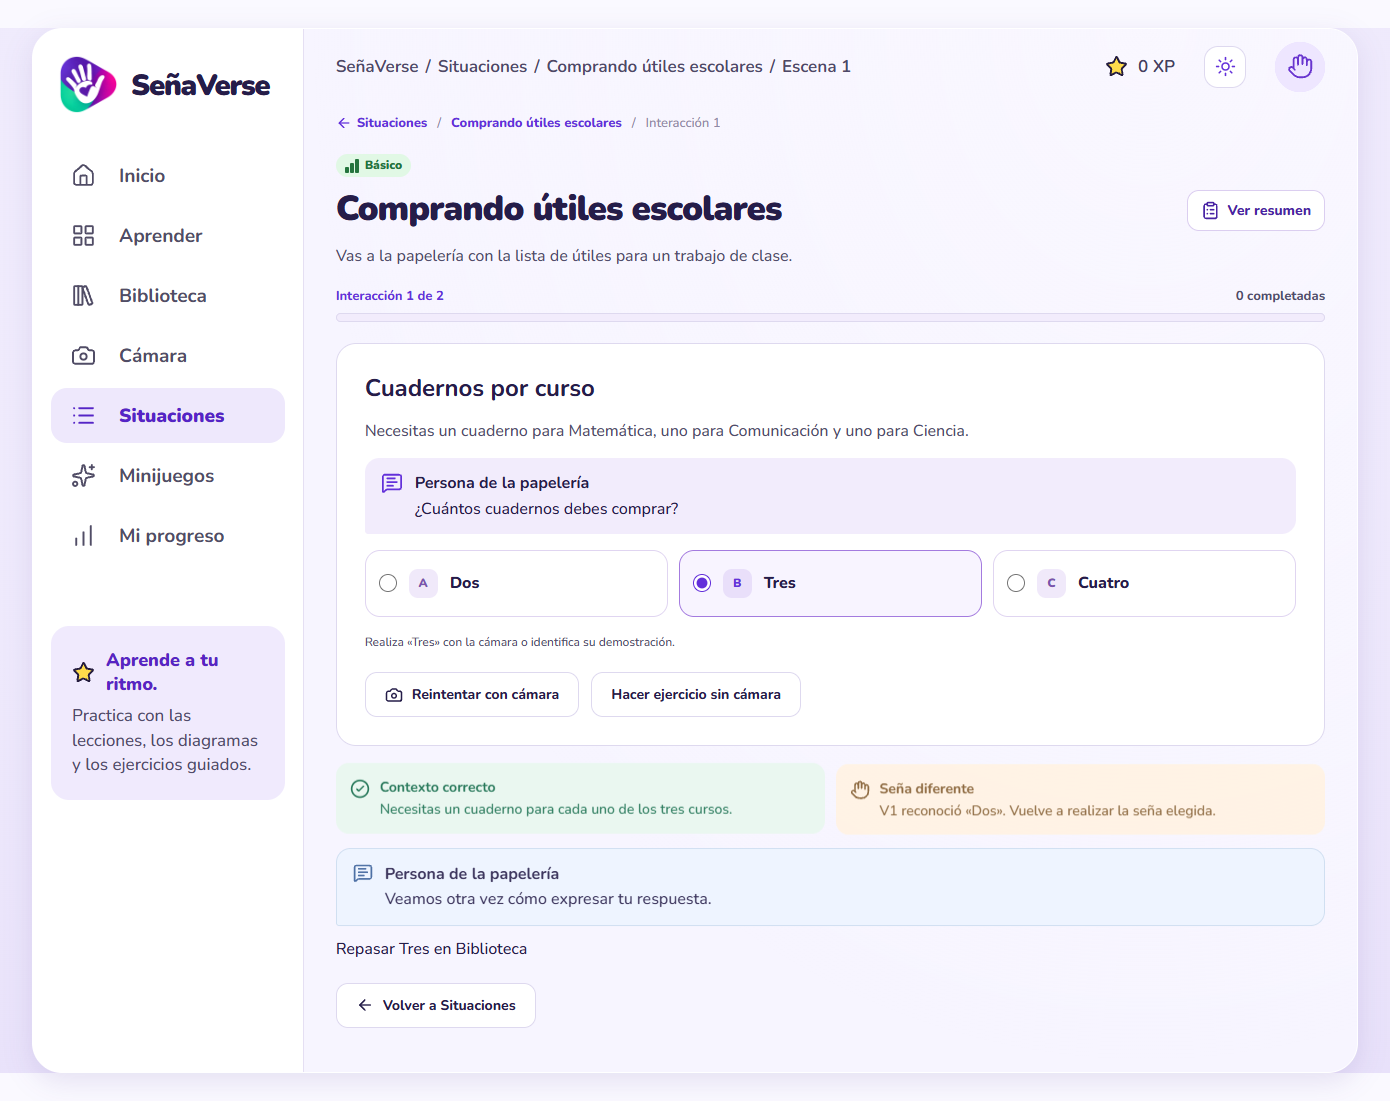 SeñaVerse
Inicio
Aprender
Biblioteca
Cámara
Situaciones
Minijuegos
Mi progreso
Aprende a tu
ritmo.
Practica con las
lecciones, los diagramas
y los ejercicios guiados.
SeñaVerse / Situaciones / Comprando útiles escolares / Escena 1
0 XP
Situaciones / Comprando útiles escolares / Interacción 1
Básico
Comprando útiles escolares
Ver resumen
Vas a la papelería con la lista de útiles para un trabajo de clase.
Interacción 1 de 2
0 completadas
Cuadernos por curso
Necesitas un cuaderno para Matemática, uno para Comunicación y uno para Ciencia.
Persona de la papelería
¿Cuántos cuadernos debes comprar?
A Dos
B Tres
C Cuatro
Realiza «Tres» con la cámara o identifica su demostración.
Reintentar con cámara
Hacer ejercicio sin cámara
Contexto correcto
Necesitas un cuaderno para cada uno de los tres cursos.
Seña diferente
V1 reconoció «Dos». Vuelve a realizar la seña elegida.
Persona de la papelería
Veamos otra vez cómo expresar tu respuesta.
Repasar Tres en Biblioteca
Volver a Situaciones